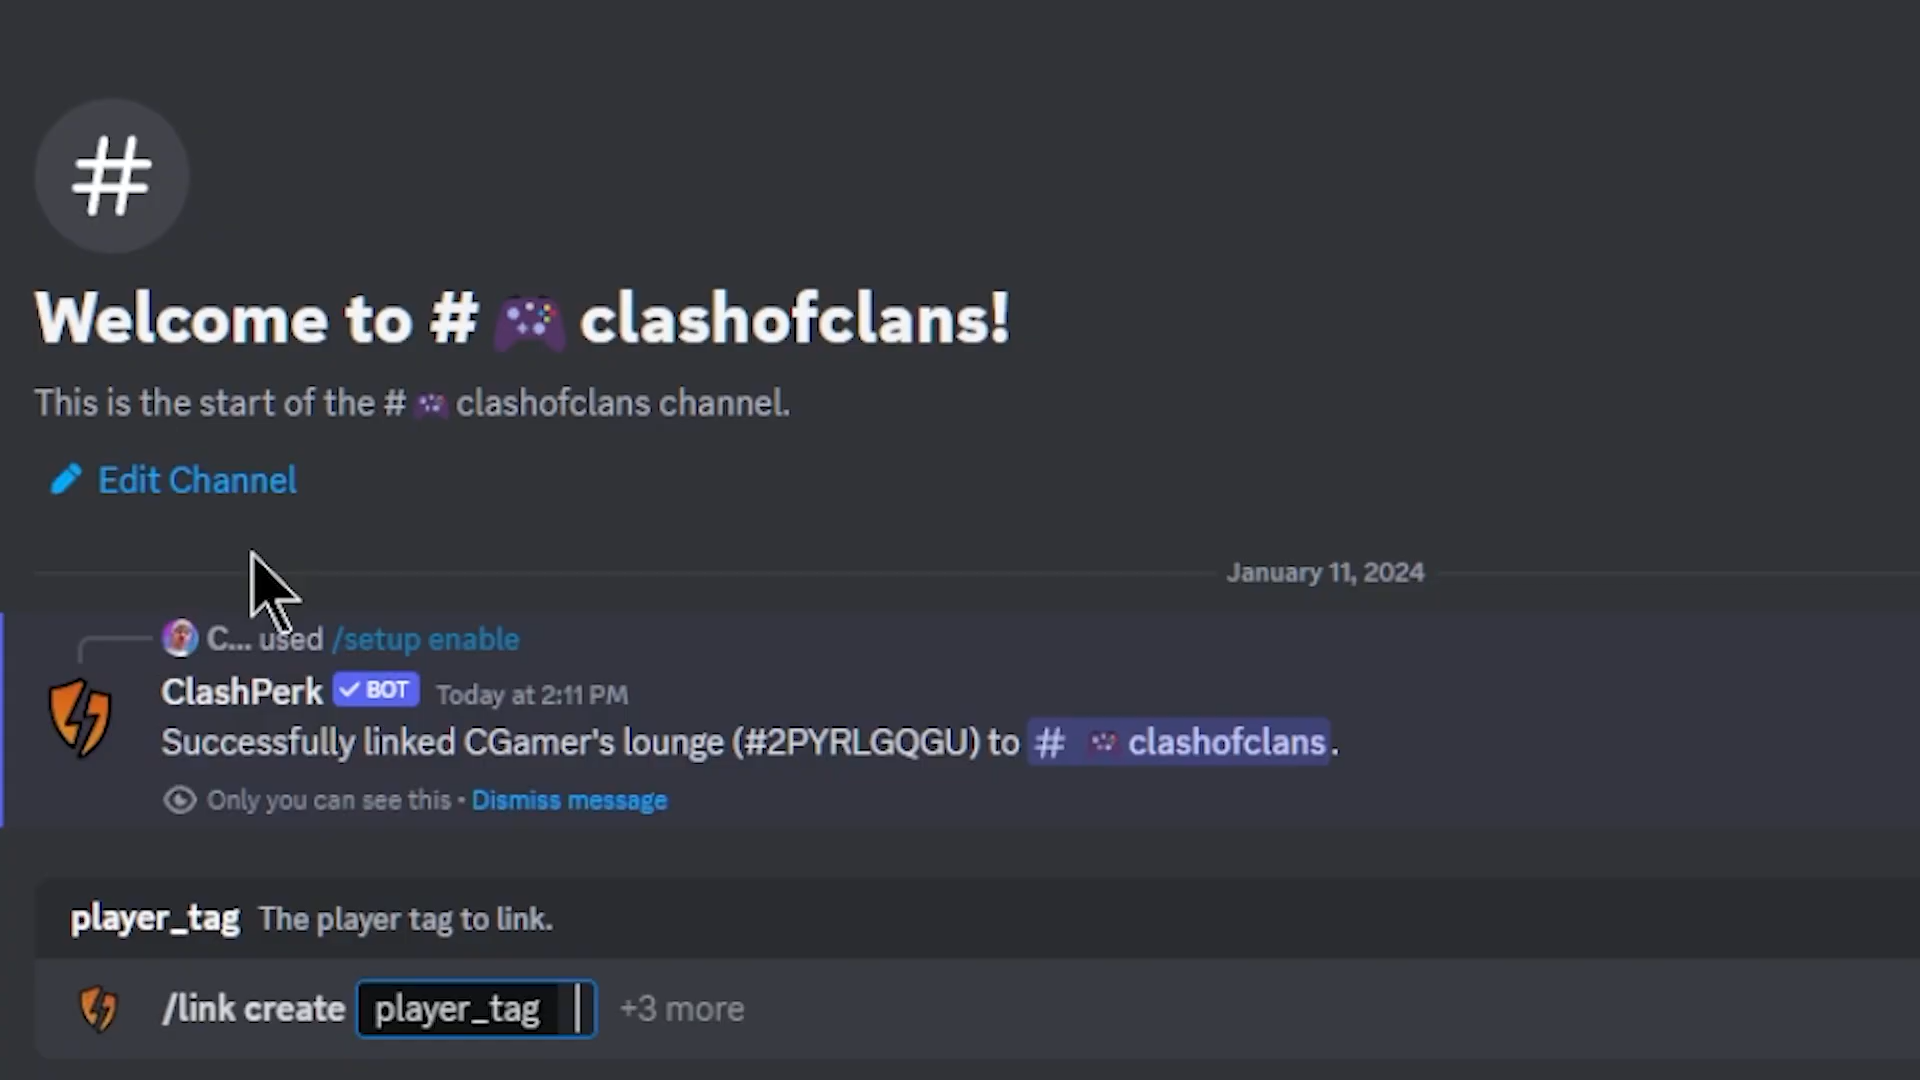 Welcome to # 🎮 clashofclans!
This is the start of the # 🎮 clashofclans channel.
Edit Channel
January 11, 2024
C... used /setup enable
ClashPerk ✓ BOT Today at 2:11 PM
Successfully linked CGamer's lounge (#2PYRLGQGU) to # 🎮 clashofclans.
Only you can see this • Dismiss message
player_tag The player tag to link.
/link create player_tag +3 more